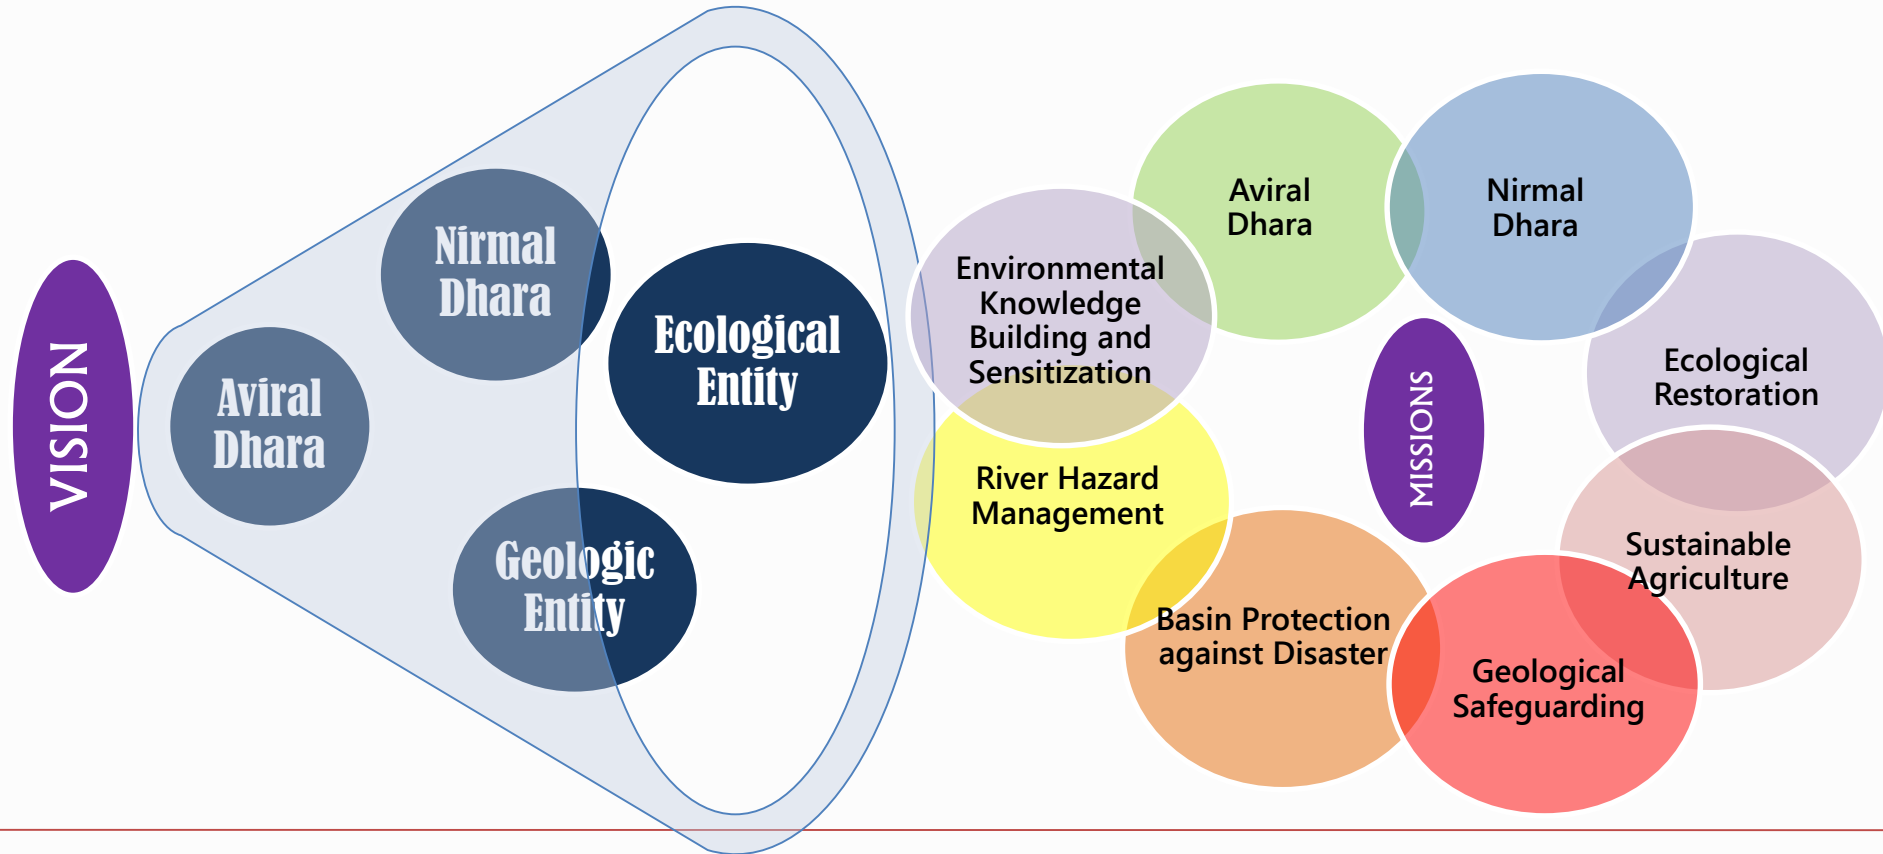 VISION
Aviral
Dhara
Nirmal
Dhara
Geologic
Entity
Ecological
Entity
Environmental
Knowledge
Building and
Sensitization
Aviral
Dhara
Nirmal
Dhara
Ecological
Restoration
Sustainable
Agriculture
Geological
Safeguarding
Basin Protection
against Disaster
River Hazard
Management
MISSIONS